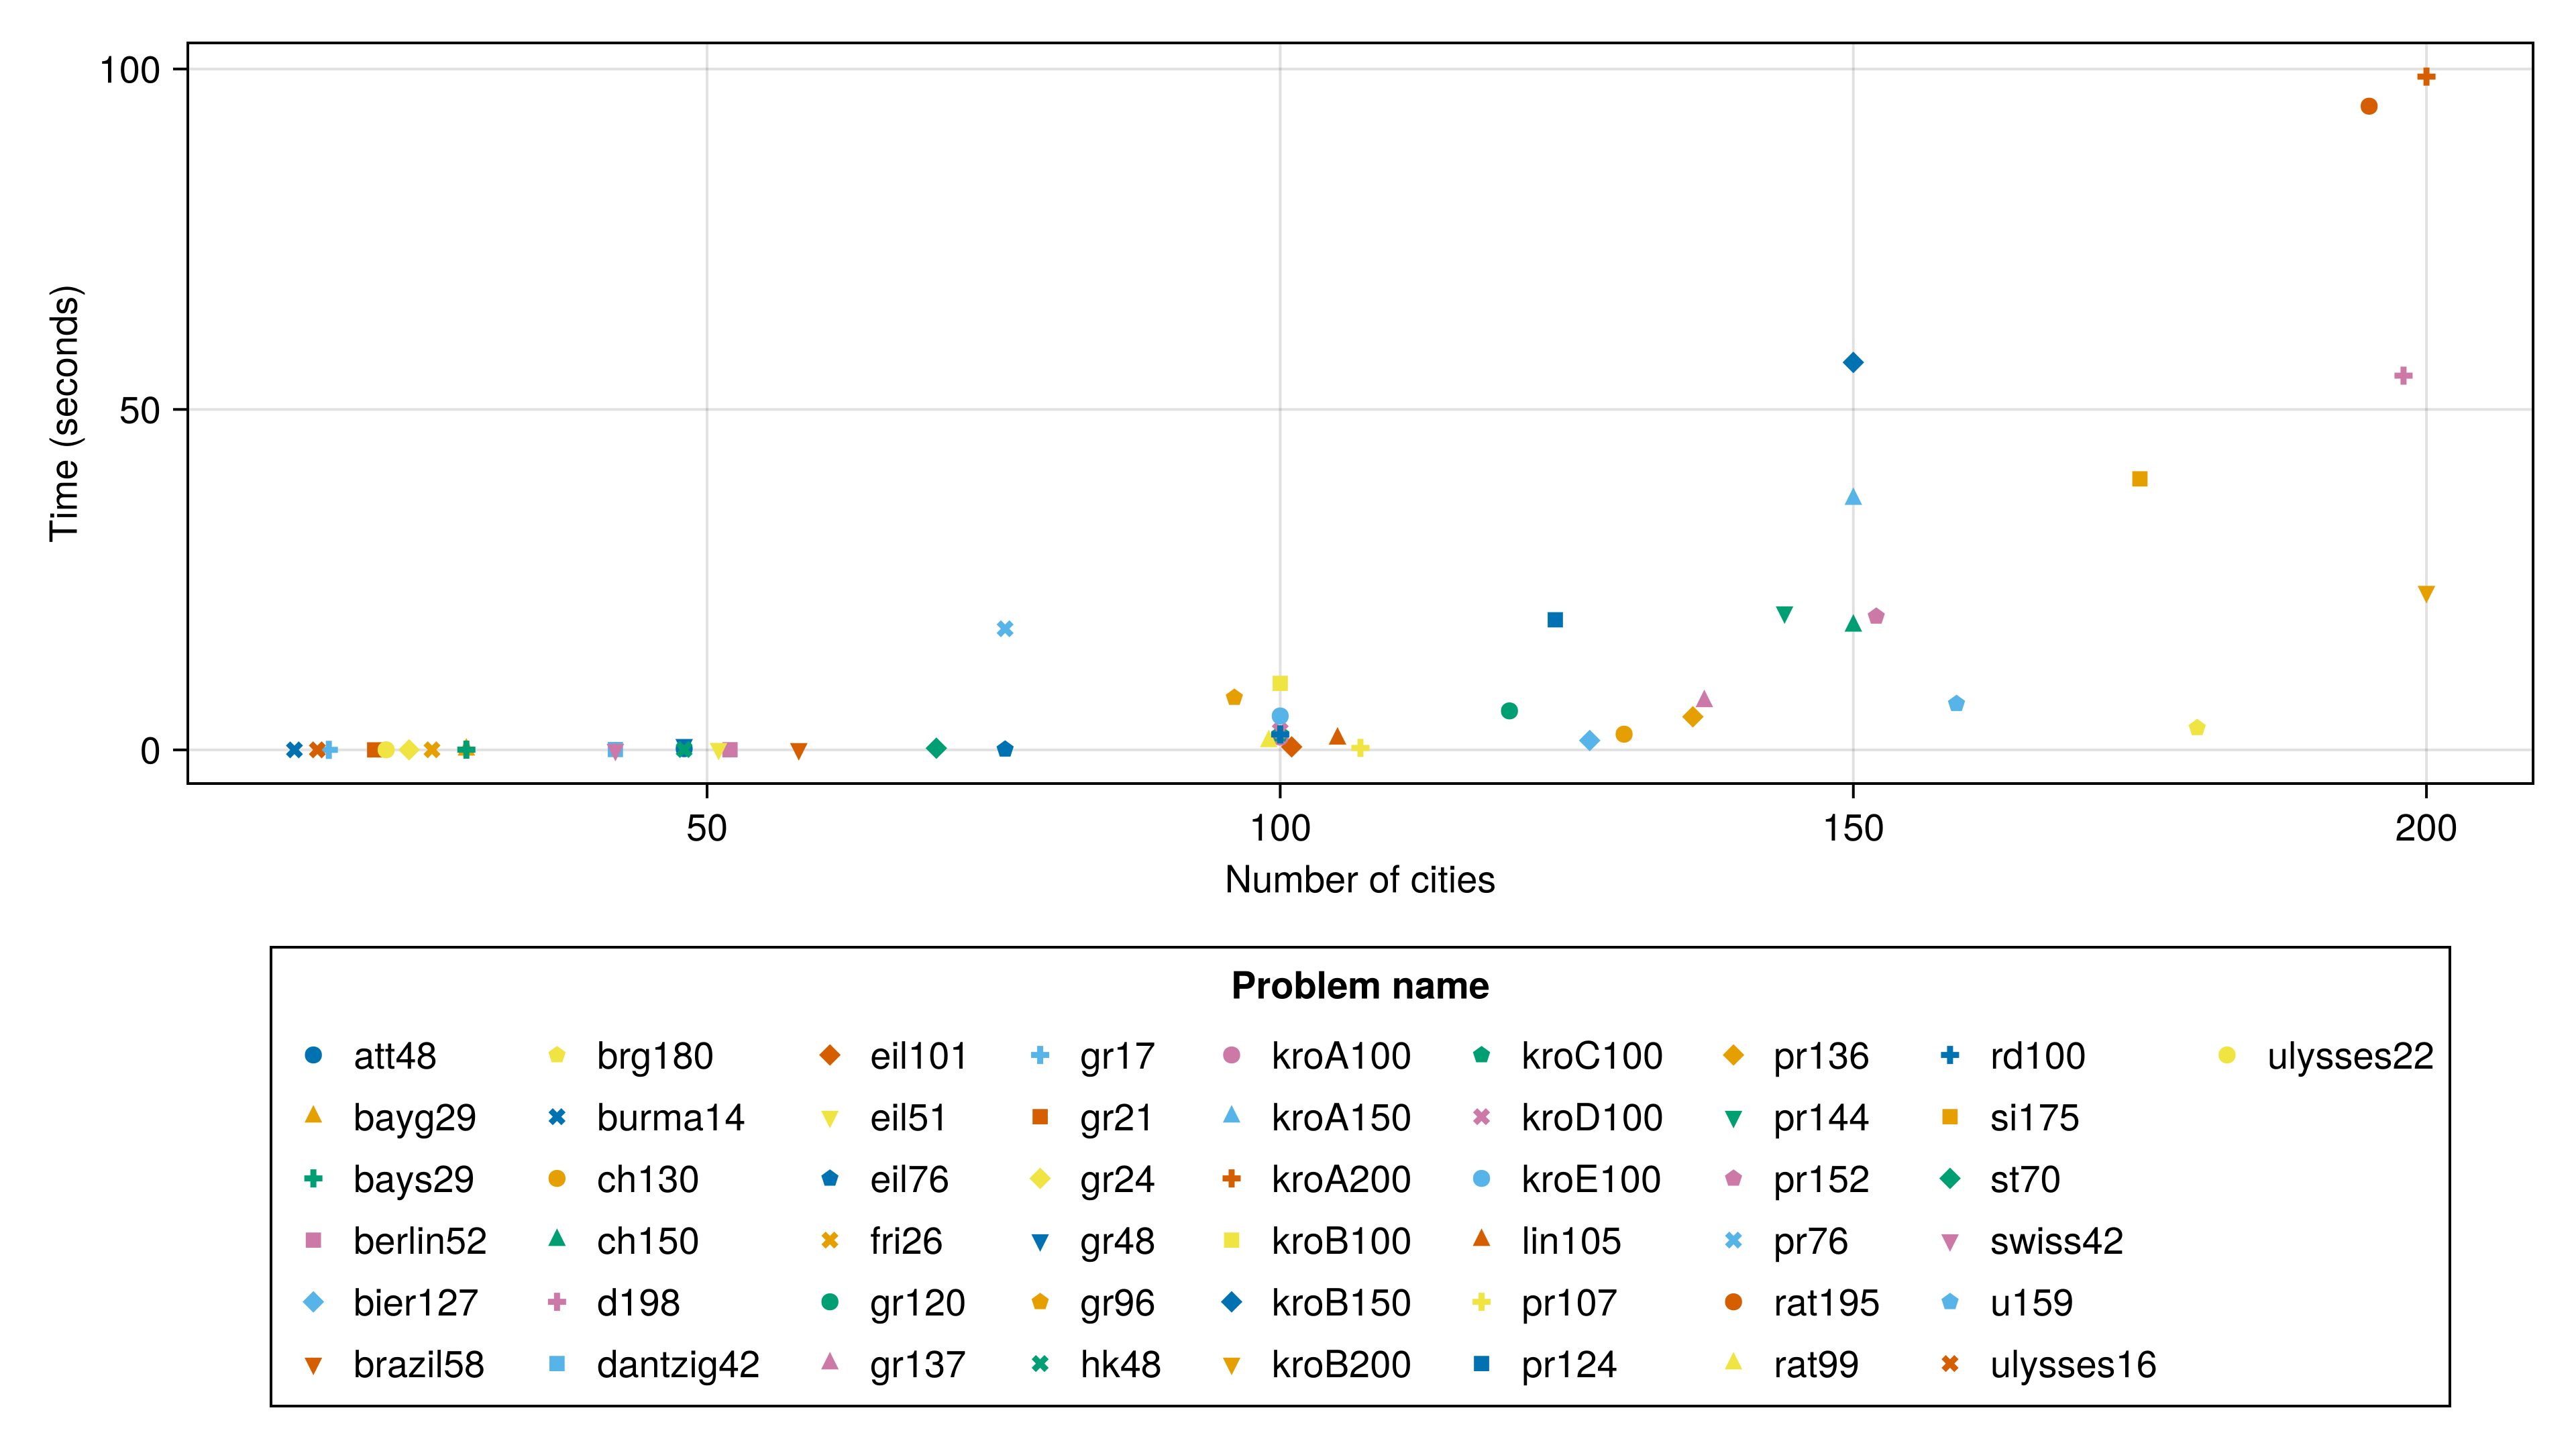 100
50
0
Time (seconds)
50 100 150 200
Number of cities
Problem name
att48 brg180 eil101 gr17 kroA100 kroC100 pr136 rd100 ulysses22
bayg29 burma14 eil51 gr21 kroA150 kroD100 pr144 si175
bays29 ch130 eil76 gr24 kroA200 kroE100 pr152 st70
berlin52 ch150 fri26 gr48 kroB100 lin105 pr76 swiss42
bier127 d198 gr120 gr96 kroB150 pr107 rat195 u159
brazil58 dantzig42 gr137 hk48 kroB200 pr124 rat99 ulysses16